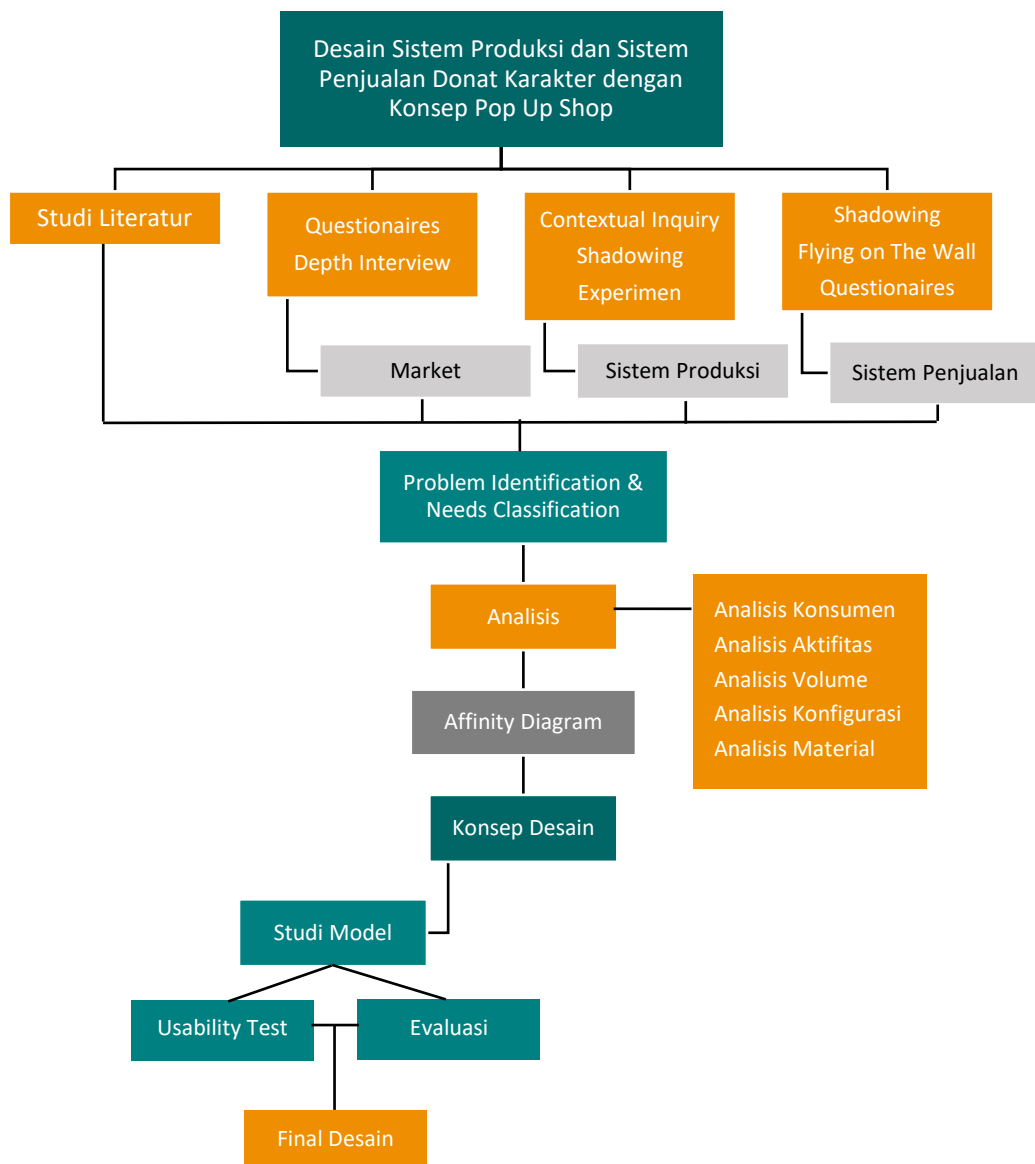 Desain Sistem Produksi dan Sistem
Penjualan Donat Karakter dengan
Konsep Pop Up Shop
Studi Literatur
Questionaires
Depth Interview
Contextual Inquiry
Shadowing
Experimen
Shadowing
Flying on The Wall
Questionaires
Market
Sistem Produksi
Sistem Penjualan
Problem Identification &
Needs Classification
Analisis
Analisis Konsumen
Analisis Aktifitas
Analisis Volume
Analisis Konfigurasi
Analisis Material
Affinity Diagram
Konsep Desain
Studi Model
Usability Test
Evaluasi
Final Desain